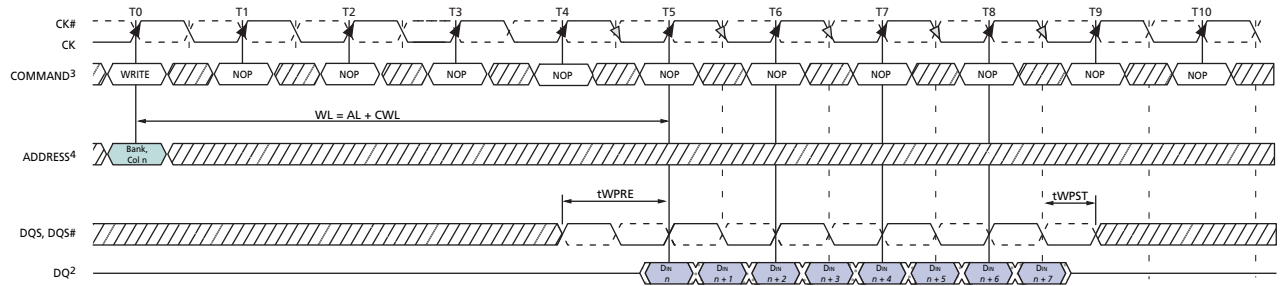 T0 T1 T2 T3 T4 T5 T6 T7 T8 T9 T10
CK#
CK
COMMAND3 WRITE NOP NOP NOP NOP NOP NOP NOP NOP NOP NOP
WL = AL + CWL
ADDRESS4 Bank,
Col n
tWPRE tWPST
DQS, DQS#
DQ2 DIN DIN DIN DIN DIN DIN DIN DIN
n n + 1 n + 2 n + 3 n + 4 n + 5 n + 6 n + 7